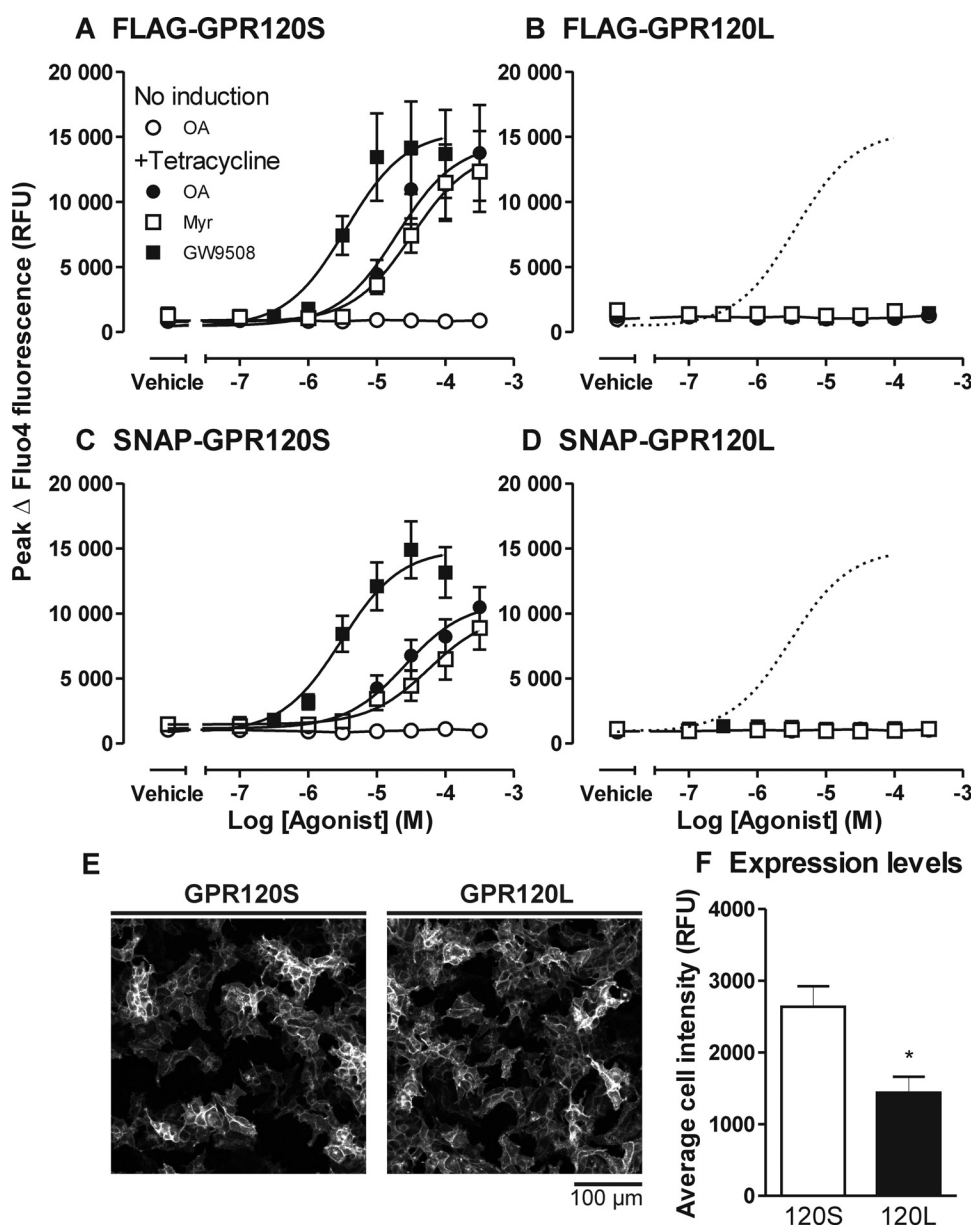 A FLAG-GPR120S
B FLAG-GPR120L
20 000
15 000
10 000
5 000
0
No induction
OA
+Tetracycline
OA
Myr
GW9508
Vehicle
-7
-6
-5
-4
-3
20 000
15 000
10 000
5 000
0
Vehicle
-7
-6
-5
-4
-3
Peak Δ Fluo4 fluorescence (RFU)
C SNAP-GPR120S
D SNAP-GPR120L
20 000
15 000
10 000
5 000
0
Vehicle
-7
-6
-5
-4
-3
Log [Agonist] (M)
20 000
15 000
10 000
5 000
0
Vehicle
-7
-6
-5
-4
-3
Log [Agonist] (M)
E
GPR120S
GPR120L
100 µm
F Expression levels
Average cell intensity (RFU)
4000
3000
2000
1000
0
*
120S
120L